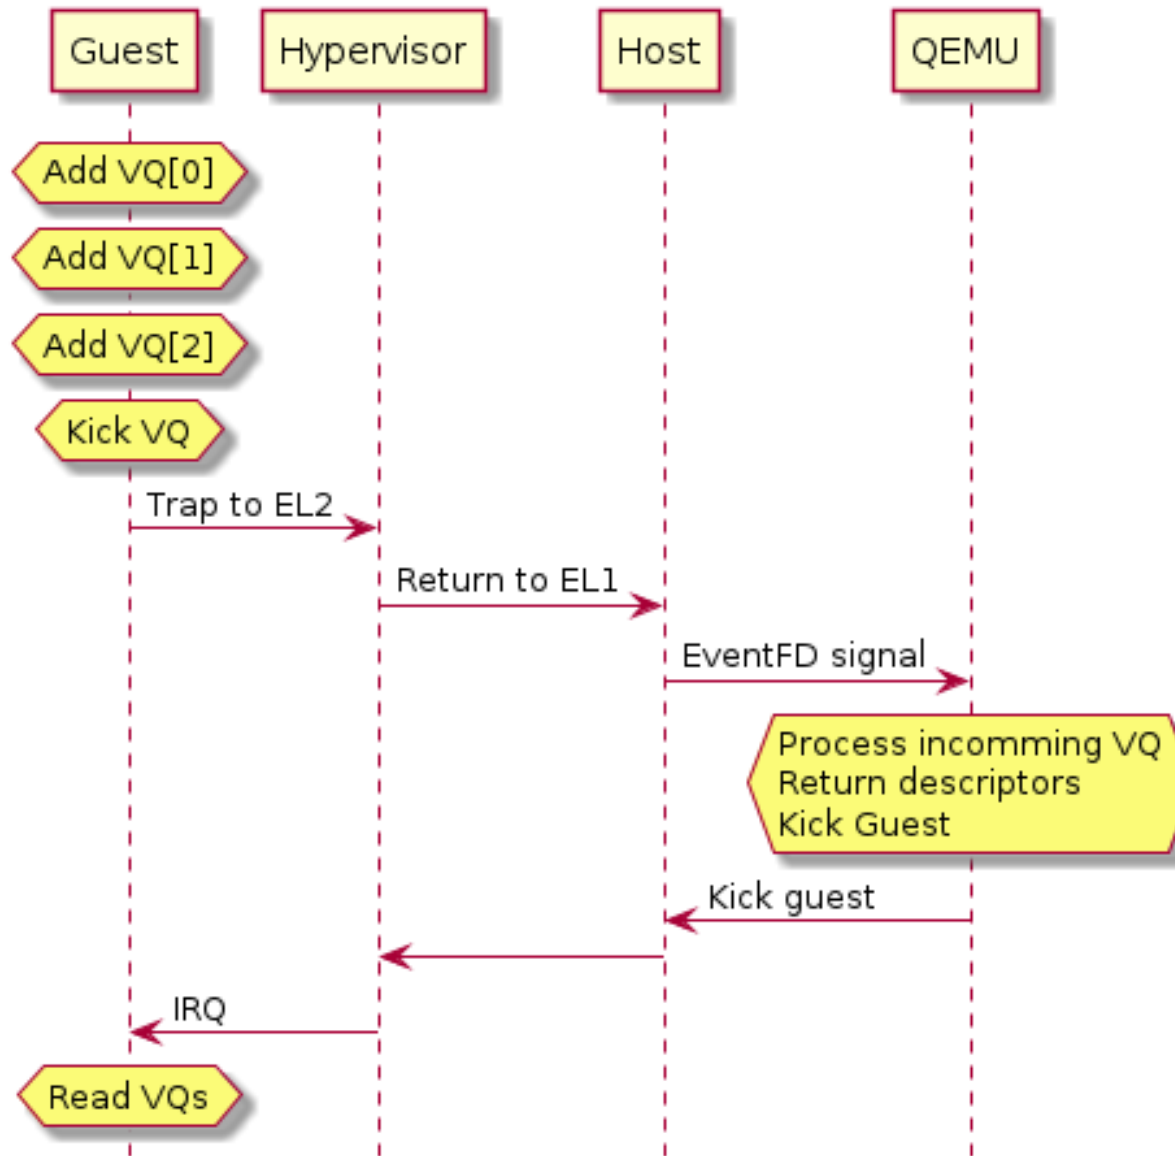 Guest
Hypervisor
Host
QEMU
Add VQ[0]
Add VQ[1]
Add VQ[2]
Kick VQ
Trap to EL2
Return to EL1
EventFD signal
Process incomming VQ
Return descriptors
Kick Guest
Kick guest
IRQ
Read VQs